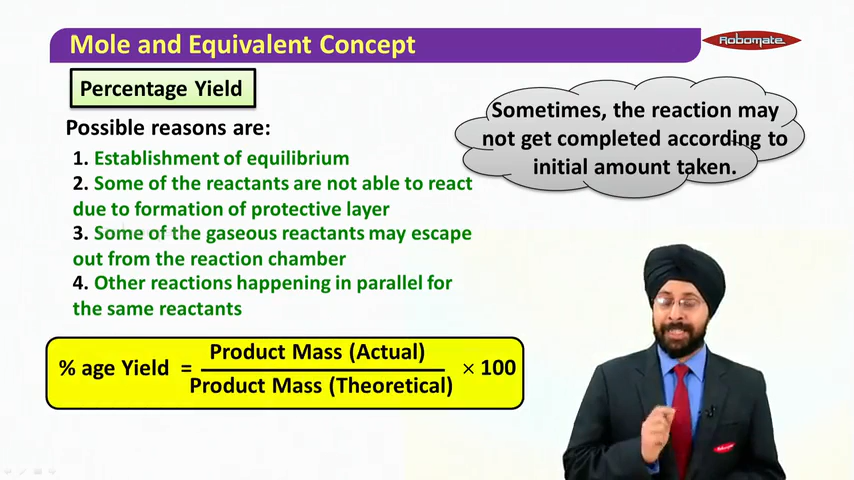 Mole and Equivalent Concept
Robomate
Percentage Yield
Sometimes, the reaction may
not get completed according to
initial amount taken.
Possible reasons are:
1. Establishment of equilibrium
2. Some of the reactants are not able to react
due to formation of protective layer
3. Some of the gaseous reactants may escape
out from the reaction chamber
4. Other reactions happening in parallel for
the same reactants
% age Yield = Product Mass (Actual) × 100
Product Mass (Theoretical)